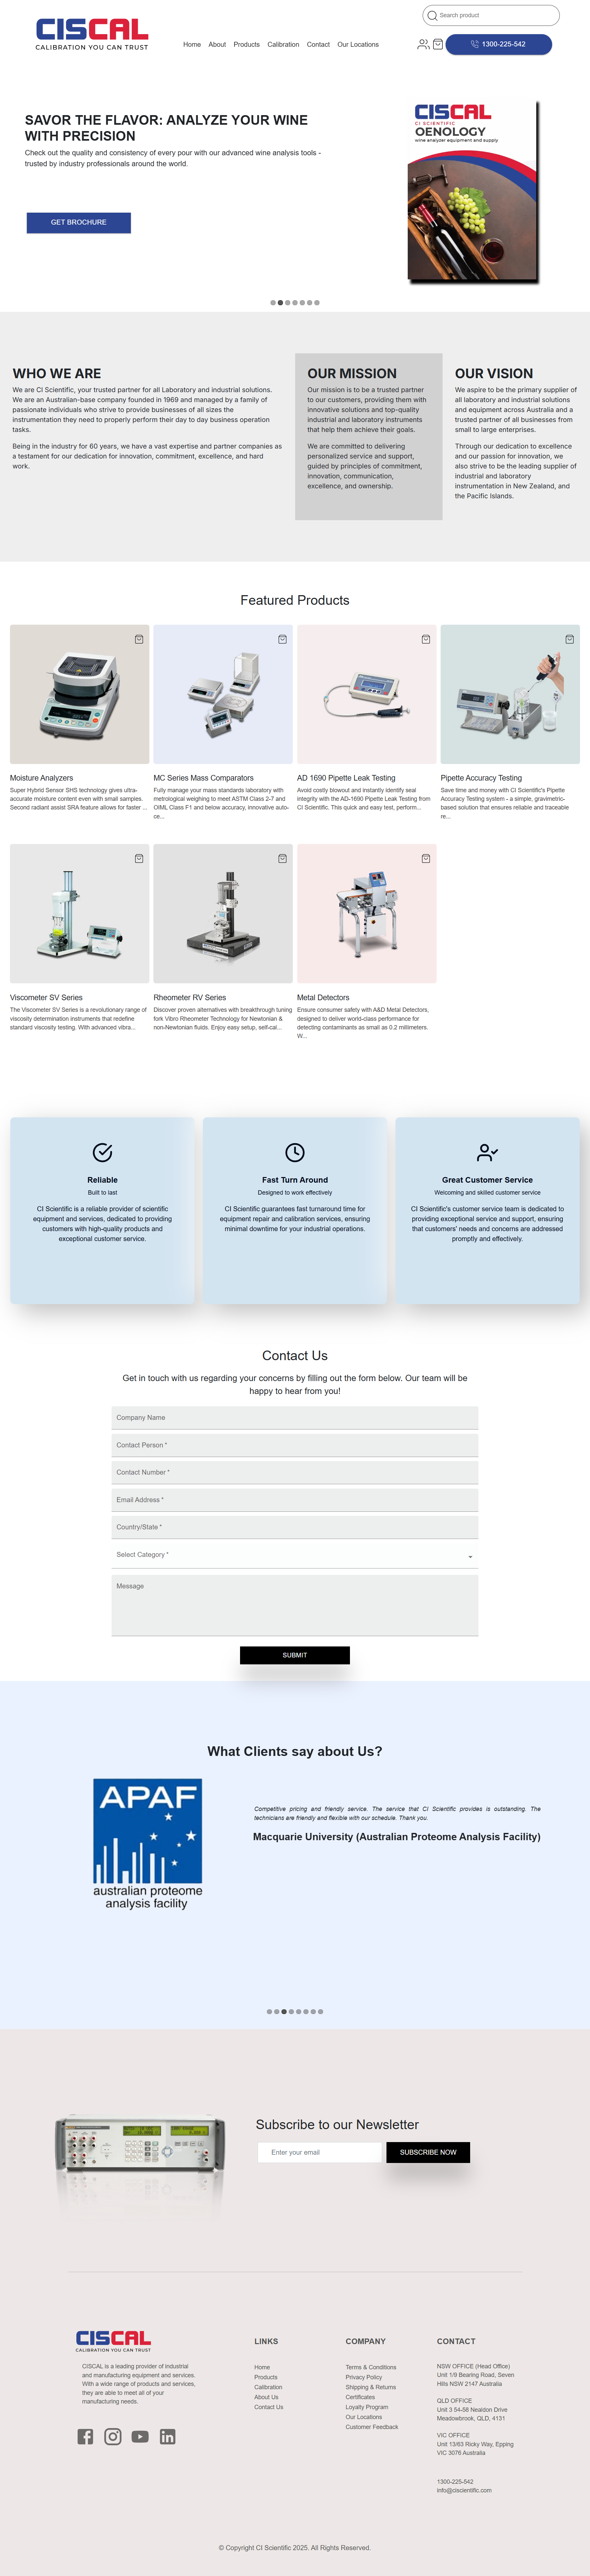 Search product
CISCAL
CALIBRATION YOU CAN TRUST
Home About Products Calibration Contact Our Locations
1300-225-542
SAVOR THE FLAVOR: ANALYZE YOUR WINE
WITH PRECISION
Check out the quality and consistency of every pour with our advanced wine analysis tools -
trusted by industry professionals around the world.
GET BROCHURE
CISCAL
CI SCIENTIFIC
OENOLOGY
wine analyzer equipment and supply
WHO WE ARE
We are CI Scientific, your trusted partner for all Laboratory and industrial solutions.
We are an Australian-base company founded in 1969 and managed by a family of
passionate individuals who strive to provide businesses of all sizes the
instrumentation they need to properly perform their day to day business operation
tasks.
Being in the industry for 60 years, we have a vast expertise and partner companies as
a testament for our dedication for innovation, commitment, excellence, and hard
work.
OUR MISSION
Our mission is to be a trusted partner
to our customers, providing them with
innovative solutions and top-quality
industrial and laboratory instruments
that help them achieve their goals.
We are committed to delivering
personalized service and support,
guided by principles of commitment,
innovation, communication,
excellence, and ownership.
OUR VISION
We aspire to be the primary supplier of
all laboratory and industrial solutions
and equipment across Australia and a
trusted partner of all businesses from
small to large enterprises.
Through our dedication to excellence
and our passion for innovation, we
also strive to be the leading supplier of
industrial and laboratory
instrumentation in New Zealand, and
the Pacific Islands.
Featured Products
Moisture Analyzers
Super Hybrid Sensor SHS technology gives ultra-
accurate moisture content even with small samples.
Second radiant assist SRA feature allows for faster ...
MC Series Mass Comparators
Fully manage your mass standards laboratory with
metrological weighing to meet ASTM Class 2-7 and
OIML Class F1 and below accuracy, innovative auto-
ce...
AD 1690 Pipette Leak Testing
Avoid costly blowout and instantly identify seal
integrity with the AD-1690 Pipette Leak Testing from
CI Scientific. This quick and easy test, perform...
Pipette Accuracy Testing
Save time and money with CI Scientific's Pipette
Accuracy Testing system - a simple, gravimetric-
based solution that ensures reliable and traceable
re...
Viscometer SV Series
The Viscometer SV Series is a revolutionary range of
viscosity determination instruments that redefine
standard viscosity testing. With advanced vibra...
Rheometer RV Series
Discover proven alternatives with breakthrough tuning
fork Vibro Rheometer Technology for Newtonian &
non-Newtonian fluids. Enjoy easy setup, self-cal...
Metal Detectors
Ensure consumer safety with A&D Metal Detectors,
designed to deliver world-class performance for
detecting contaminants as small as 0.2 millimeters.
W...
Reliable
Built to last
CI Scientific is a reliable provider of scientific
equipment and services, dedicated to providing
customers with high-quality products and
exceptional customer service.
Fast Turn Around
Designed to work effectively
CI Scientific guarantees fast turnaround time for
equipment repair and calibration services, ensuring
minimal downtime for your industrial operations.
Great Customer Service
Welcoming and skilled customer service
CI Scientific's customer service team is dedicated to
providing exceptional service and support, ensuring
that customers' needs and concerns are addressed
promptly and effectively.
Contact Us
Get in touch with us regarding your concerns by filling out the form below. Our team will be
happy to hear from you!
Company Name
Contact Person *
Contact Number *
Email Address *
Country/State *
Select Category *
Message
SUBMIT
What Clients say about Us?
APAF
australian proteome
analysis facility
Competitive pricing and friendly service. The service that CI Scientific provides is outstanding. The
technicians are friendly and flexible with our schedule. Thank you.
Macquarie University (Australian Proteome Analysis Facility)
Subscribe to our Newsletter
Enter your email
SUBSCRIBE NOW
CISCAL
CALIBRATION YOU CAN TRUST
CISCAL is a leading provider of industrial
and manufacturing equipment and services.
With a wide range of products and services,
they are able to meet all of your
manufacturing needs.
LINKS
Home
Products
Calibration
About Us
Contact Us
COMPANY
Terms & Conditions
Privacy Policy
Shipping & Returns
Certificates
Loyalty Program
Our Locations
Customer Feedback
CONTACT
NSW OFFICE (Head Office)
Unit 1/9 Bearing Road, Seven
Hills NSW 2147 Australia
QLD OFFICE
Unit 3 54-58 Nealdon Drive
Meadowbrook, QLD, 4131
VIC OFFICE
Unit 13/63 Ricky Way, Epping
VIC 3076 Australia
1300-225-542
info@ciscientific.com
© Copyright CI Scientific 2025. All Rights Reserved.